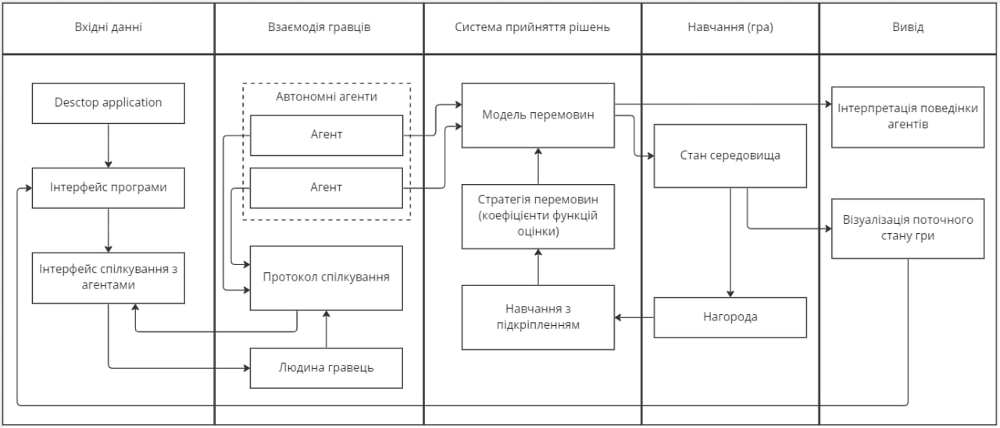 Вхідні данні
Взаємодія гравців
Система прийняття рішень
Навчання (гра)
Вивід
Desctop application
Інтерфейс програми
Інтерфейс спілкування з
агентами
Автономні агенти
Агент
Агент
Протокол спілкування
Людина гравець
Модель перемовин
Стратегія перемовин
(коефіцієнти функцій
оцінки)
Навчання з
підкріпленням
Стан середовища
Нагорода
Інтерпретація поведінки
агентів
Візуалізація поточного
стану гри